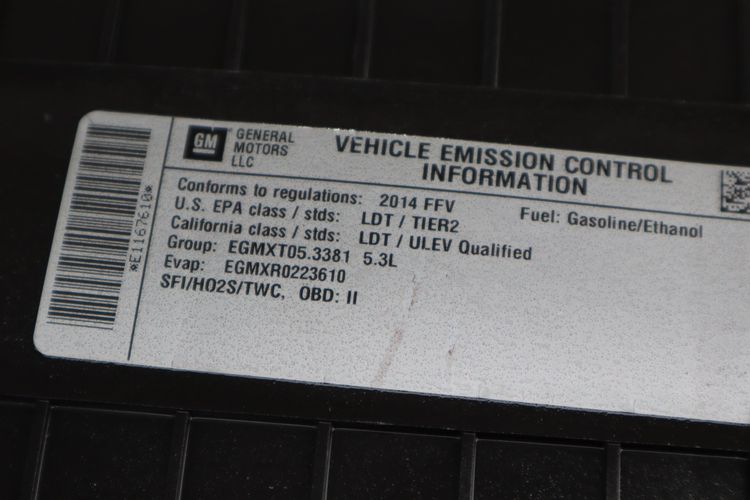 *E1167610*
GM
GENERAL
MOTORS
LLC
VEHICLE EMISSION CONTROL
INFORMATION
Conforms to regulations: 2014 FFV Fuel: Gasoline/Ethanol
U.S. EPA class / stds: LDT / TIER2
California class / stds: LDT / ULEV Qualified
Group: EGMXT05.3381 5.3L
Evap: EGMXR0223610
SFI/HO2S/TWC, OBD: II